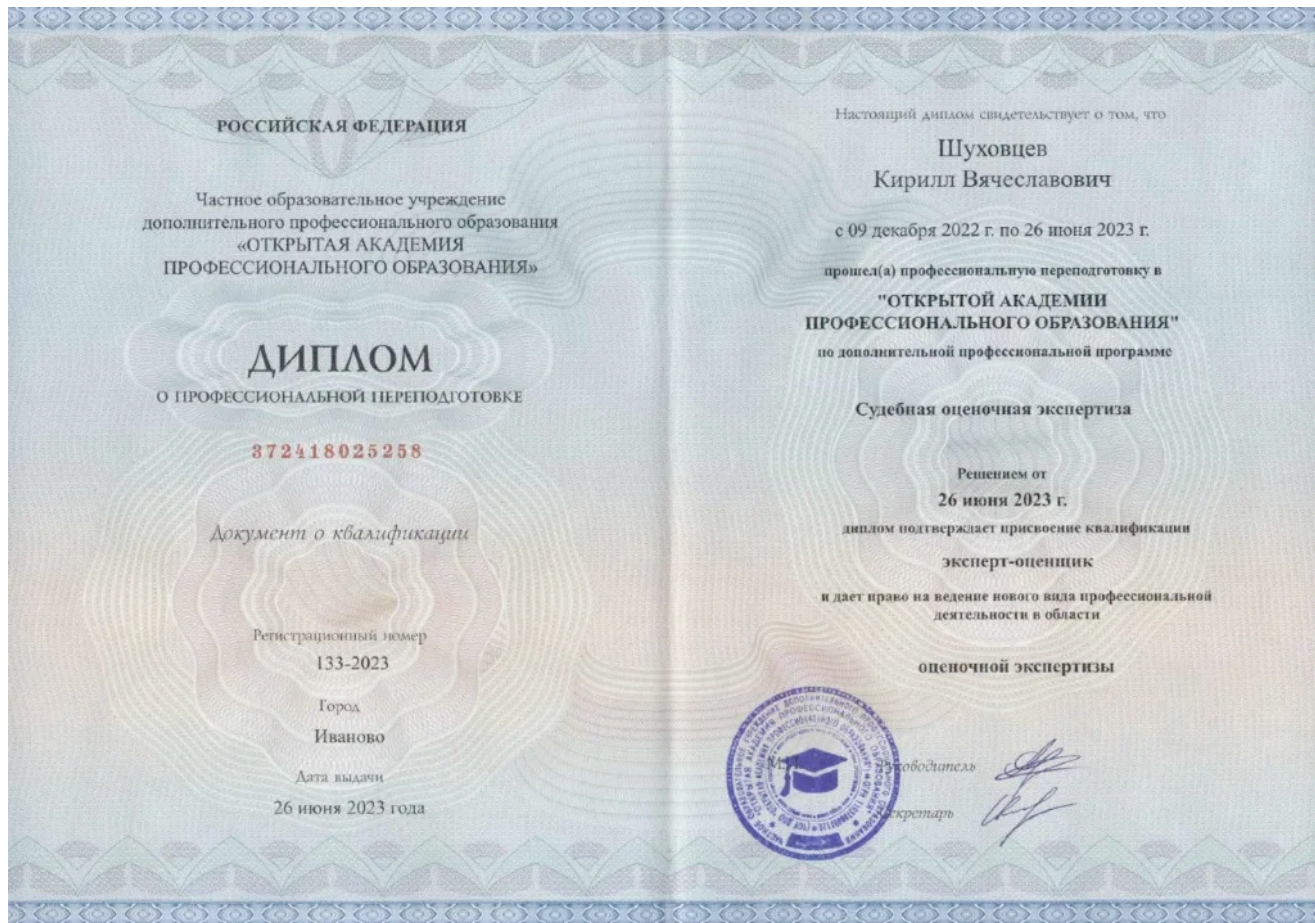 РОССИЙСКАЯ ФЕДЕРАЦИЯ
Частное образовательное учреждение
дополнительного профессионального образования
«ОТКРЫТАЯ АКАДЕМИЯ
ПРОФЕССИОНАЛЬНОГО ОБРАЗОВАНИЯ»
ДИПЛОМ
О ПРОФЕССИОНАЛЬНОЙ ПЕРЕПОДГОТОВКЕ
372418025258
Документ о квалификации
Регистрационный номер
133-2023
Город
Иваново
Дата выдачи
26 июня 2023 года
Настоящий диплом свидетельствует о том, что
Шуховцев
Кирилл Вячеславович
с 09 декабря 2022 г. по 26 июня 2023 г.
прошел(а) профессиональную переподготовку в
"ОТКРЫТОЙ АКАДЕМИИ
ПРОФЕССИОНАЛЬНОГО ОБРАЗОВАНИЯ"
по дополнительной профессиональной программе
Судебная оценочная экспертиза
Решением от
26 июня 2023 г.
диплом подтверждает присвоение квалификации
эксперт-оценщик
и дает право на ведение нового вида профессиональной
деятельности в области
оценочной экспертизы
М.П.
Руководитель
Секретарь